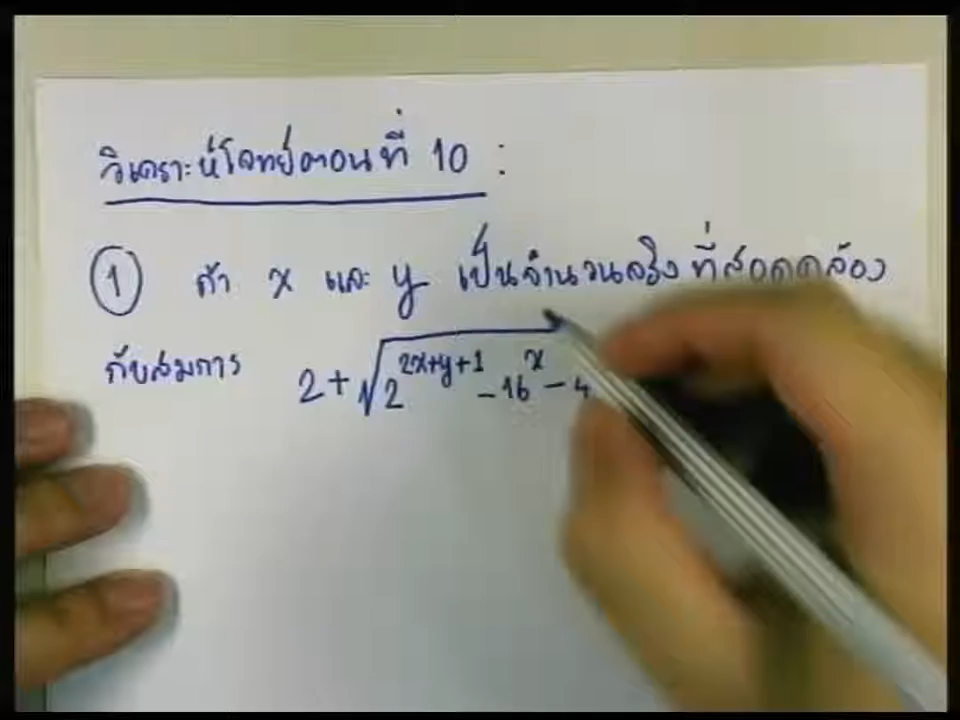 วิเคราะห์โจทย์ตอนที่ 10 :
① ถ้า x และ y เป็นจำนวนจริง ที่สอดคล้อง
กับสมการ 2+√(2^(2x+y+1) - 16^x - 4